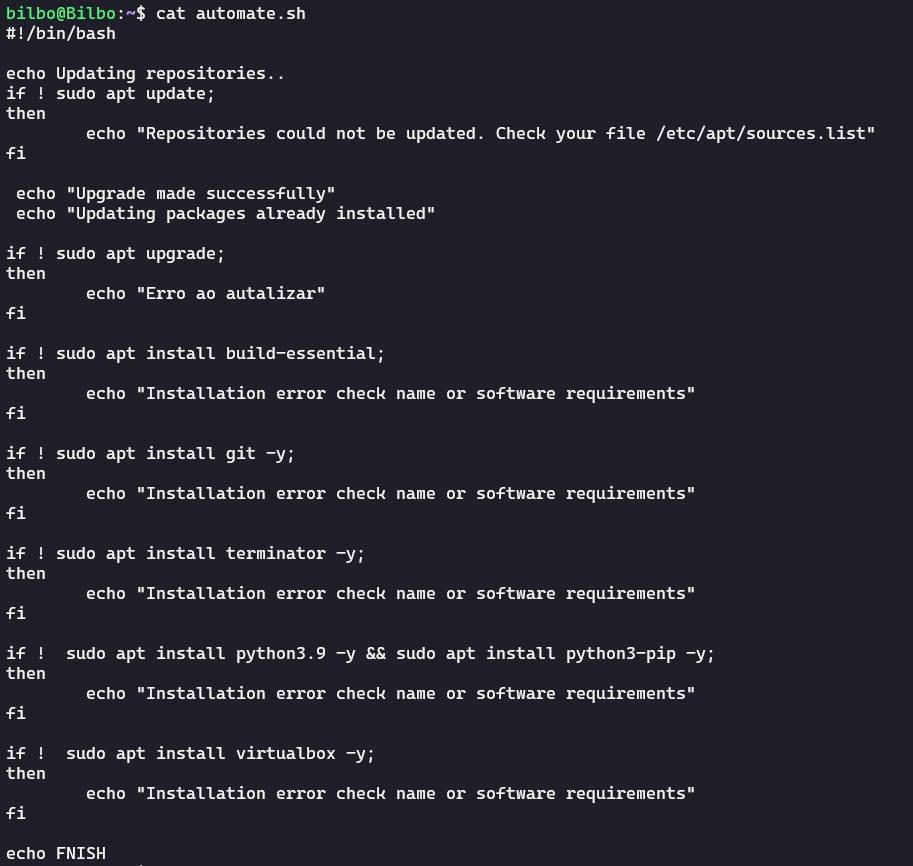 bilbo@Bilbo:~$ cat automate.sh
#!/bin/bash
echo Updating repositories..
if ! sudo apt update;
then
echo "Repositories could not be updated. Check your file /etc/apt/sources.list"
fi
echo "Upgrade made successfully"
echo "Updating packages already installed"
if ! sudo apt upgrade;
then
echo "Erro ao autalizar"
fi
if ! sudo apt install build-essential;
then
echo "Installation error check name or software requirements"
fi
if ! sudo apt install git -y;
then
echo "Installation error check name or software requirements"
fi
if ! sudo apt install terminator -y;
then
echo "Installation error check name or software requirements"
fi
if !  sudo apt install python3.9 -y && sudo apt install python3-pip -y;
then
echo "Installation error check name or software requirements"
fi
if !  sudo apt install virtualbox -y;
then
echo "Installation error check name or software requirements"
fi
echo FNISH